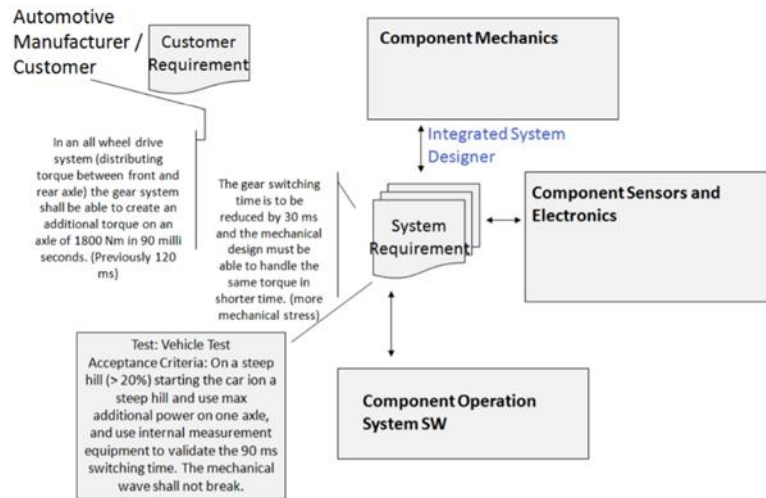 Automotive
Manufacturer /
Customer
Customer
Requirement
Component Mechanics
Integrated System
Designer
In an all wheel drive
system (distributing
torque between front and
rear axle) the gear system
shall be able to create an
additional torque on an
axle of 1800 Nm in 90 milli
seconds. (Previously 120
ms)
The gear switching
time is to be
reduced by 30 ms
and the mechanical
design must be
able to handle the
same torque in
shorter time. (more
mechanical stress)
System
Requirement
Component Sensors and
Electronics
Test: Vehicle Test
Acceptance Criteria: On a steep
hill (> 20%) starting the car ion a
steep hill and use max
additional power on one axle,
and use internal measurement
equipment to validate the 90 ms
switching time. The mechanical
wave shall not break.
Component Operation
System SW